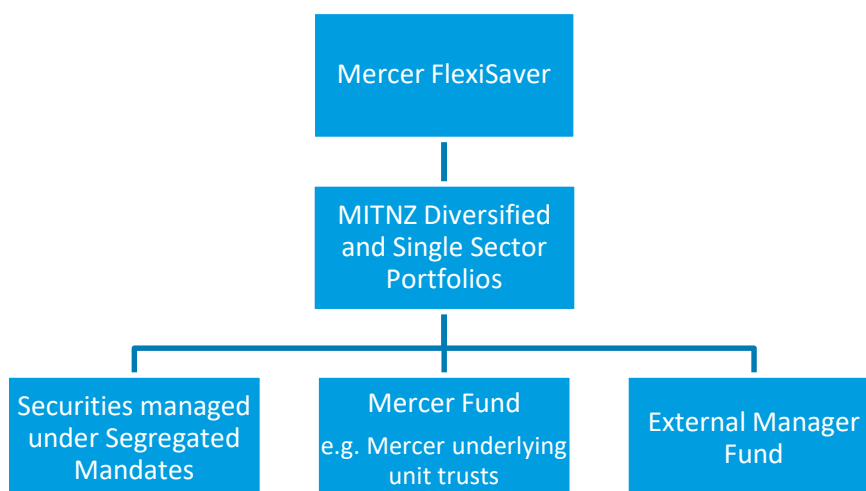 Mercer FlexiSaver
MITNZ Diversified
and Single Sector
Portfolios
Securities managed
under Segregated
Mandates
Mercer Fund
e.g. Mercer underlying
unit trusts
External Manager
Fund